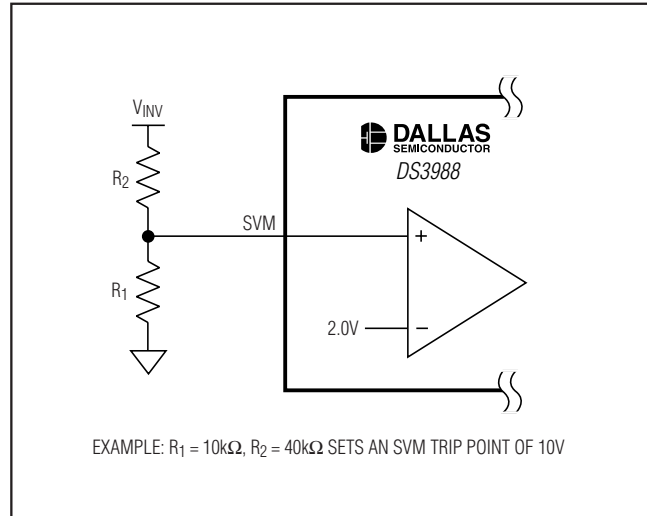 V_INV
DALLAS
SEMICONDUCTOR
DS3988
R₂
SVM
+
R₁
2.0V
−
EXAMPLE: R₁ = 10kΩ, R₂ = 40kΩ SETS AN SVM TRIP POINT OF 10V